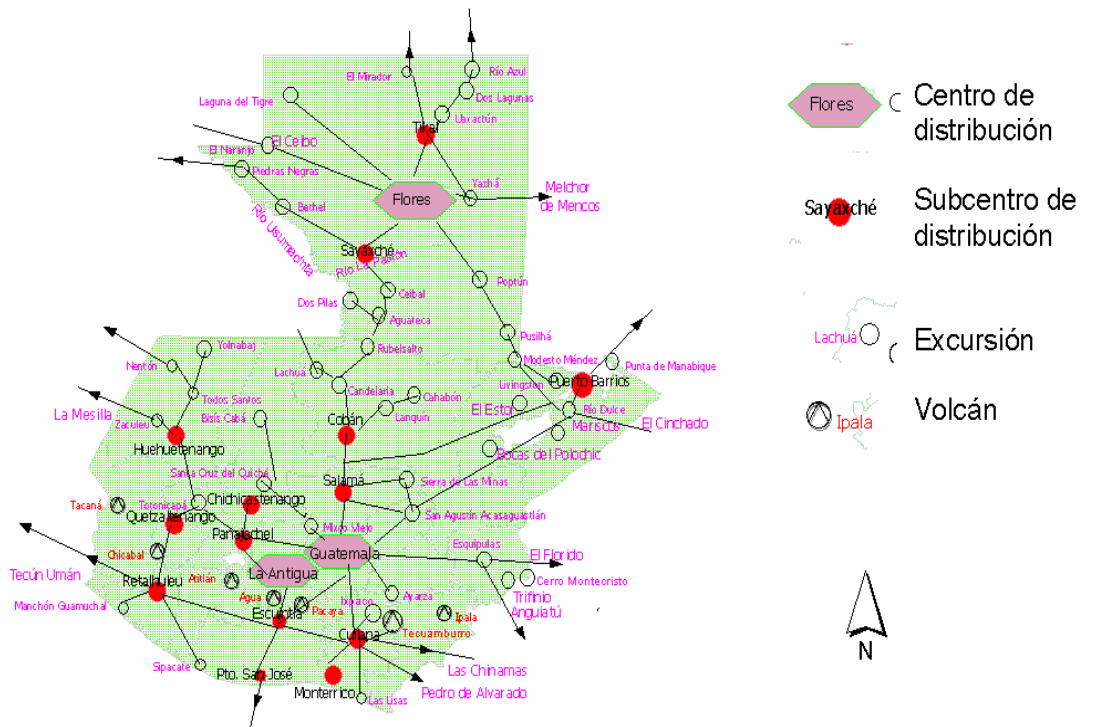 El Mirador
Río Azul
Laguna del Tigre
Dos Lagunas
Uaxactún
Tikal
El Ceibo
El Naranjo
Piedras Negras
Yaxhá
Melchor
de Mencos
Flores
Bethel
Río Usumacinta
Sayaxché
Río La Pasión
Ceibal
Poptún
Dos Pilas
Aguateca
Pusilhá
Rubelsalto
Yolnabaj
Nentón
Lachuá
Modesto Méndez
Punta de Manabique
Candelaria
Livingston
Puerto Barrios
Todos Santos
Cahabon
La Mesilla
Bisís Cabá
Lanquin
El Estor
Río Dulce
Zaculeu
Cobán
Mariscos
El Cinchado
Huehuetenango
Bocas del Polochic
Santa Cruz del Quiché
Salamá
Sierra de Las Minas
Tacaná
Totonicapá
Chichicastenango
San Agustín Acasaguastlán
Quetzaltenango
Mixco Viejo
Panajachel
Chicabal
Guatemala
Esquipulas
El Florido
Tecún Umán
Retalhuleu
Atitlán
La Antigua
Cerro Montecristo
Manchón Guamuchal
Agua
Pacaya
Ixpaco
Ayarza
Ipala
Trifinio
Anguiatú
Escuintla
Cuilapa
Tecuamburro
Sipacate
Pto. San José
Monterrico
Las Chinamas
Pedro de Alvarado
Las Lisas
Flores
Centro de
distribución
Sayaxché
Subcentro de
distribución
Lachuá
Excursión
Ipala
Volcán
N